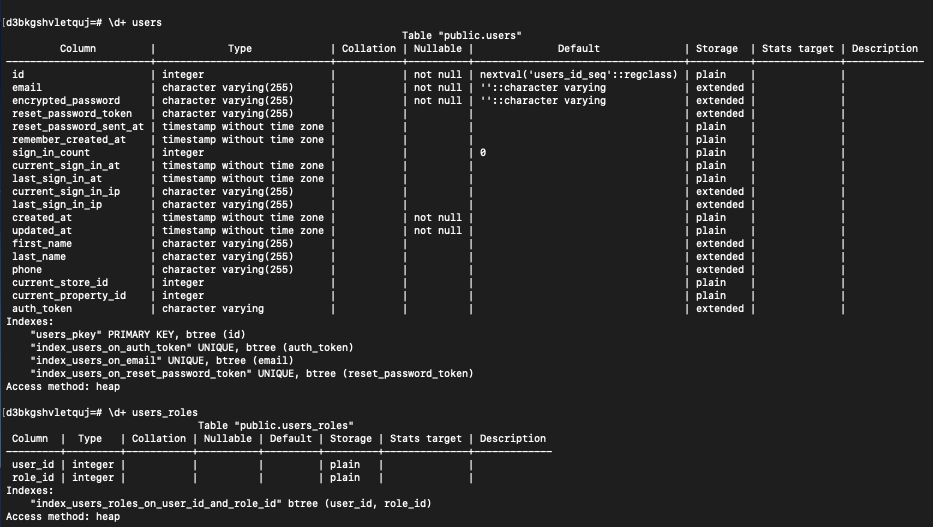 [d3bkgshvletquj=# \d+ users
Table "public.users"
Column | Type | Collation | Nullable | Default | Storage | Stats target | Description
id | integer | | not null | nextval('users_id_seq'::regclass) | plain | |
email | character varying(255) | | not null | ''::character varying | extended | |
encrypted_password | character varying(255) | | not null | ''::character varying | extended | |
reset_password_token | character varying(255) | | | | extended | |
reset_password_sent_at | timestamp without time zone | | | | plain | |
remember_created_at | timestamp without time zone | | | | plain | |
sign_in_count | integer | | | 0 | plain | |
current_sign_in_at | timestamp without time zone | | | | plain | |
last_sign_in_at | timestamp without time zone | | | | plain | |
current_sign_in_ip | character varying(255) | | | | extended | |
last_sign_in_ip | character varying(255) | | | | extended | |
created_at | timestamp without time zone | | not null | | plain | |
updated_at | timestamp without time zone | | not null | | plain | |
first_name | character varying(255) | | | | extended | |
last_name | character varying(255) | | | | extended | |
phone | character varying(255) | | | | extended | |
current_store_id | integer | | | | plain | |
current_property_id | integer | | | | plain | |
auth_token | character varying | | | | extended | |
Indexes:
"users_pkey" PRIMARY KEY, btree (id)
"index_users_on_auth_token" UNIQUE, btree (auth_token)
"index_users_on_email" UNIQUE, btree (email)
"index_users_on_reset_password_token" UNIQUE, btree (reset_password_token)
Access method: heap
[d3bkgshvletquj=# \d+ users_roles
Table "public.users_roles"
Column | Type | Collation | Nullable | Default | Storage | Stats target | Description
user_id | integer | | | | plain | |
role_id | integer | | | | plain | |
Indexes:
"index_users_roles_on_user_id_and_role_id" btree (user_id, role_id)
Access method: heap